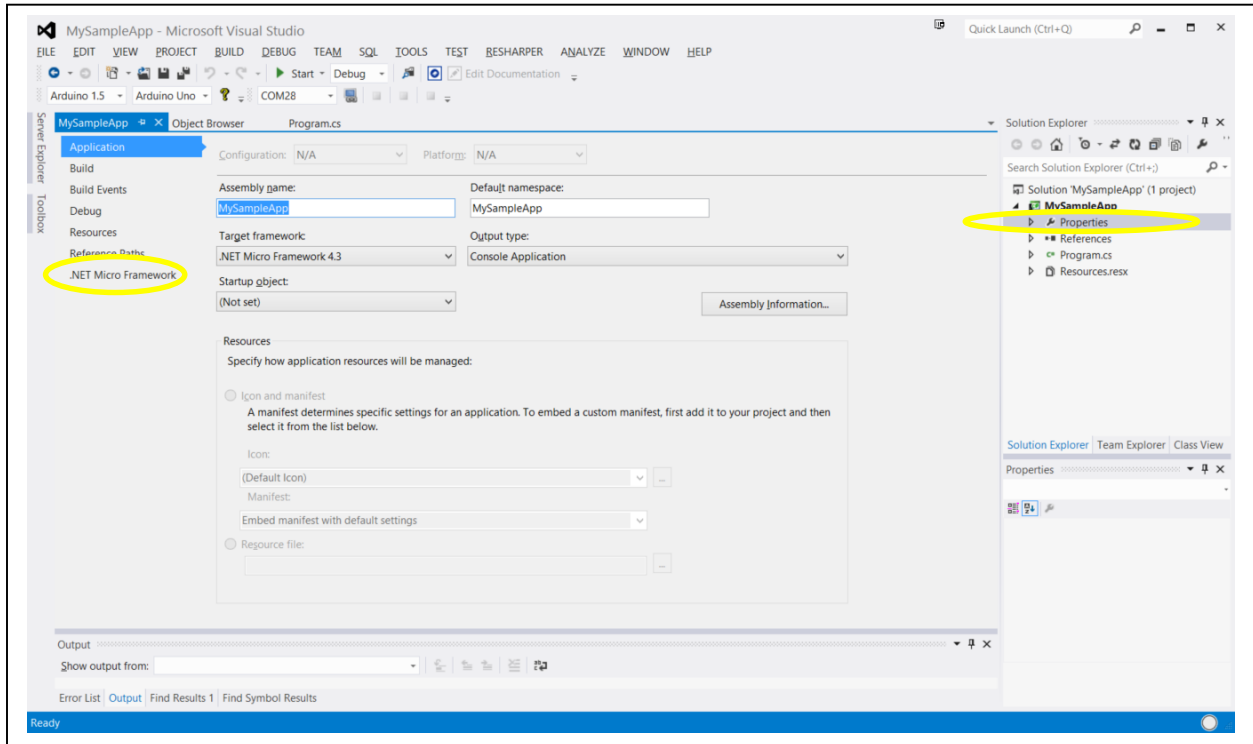 MySampleApp - Microsoft Visual Studio
Quick Launch (Ctrl+Q)
FILE EDIT VIEW PROJECT BUILD DEBUG TEAM SQL TOOLS TEST RESHARPER ANALYZE WINDOW HELP
Start Debug Edit Documentation
Arduino 1.5 Arduino Uno COM28
Server Explorer
Toolbox
MySampleApp Object Browser Program.cs
Application
Build
Build Events
Debug
Resources
Reference Paths
.NET Micro Framework
Configuration: N/A Platform: N/A
Assembly name: Default namespace:
MySampleApp MySampleApp
Target framework: Output type:
.NET Micro Framework 4.3 Console Application
Startup object:
(Not set) Assembly Information...
Resources
Specify how application resources will be managed:
Icon and manifest
A manifest determines specific settings for an application. To embed a custom manifest, first add it to your project and then
select it from the list below.
Icon:
(Default Icon) ...
Manifest:
Embed manifest with default settings
Resource file:
...
Solution Explorer
Search Solution Explorer (Ctrl+;)
Solution 'MySampleApp' (1 project)
MySampleApp
Properties
References
Program.cs
Resources.resx
Solution Explorer Team Explorer Class View
Properties
Output
Show output from:
Error List Output Find Results 1 Find Symbol Results
Ready